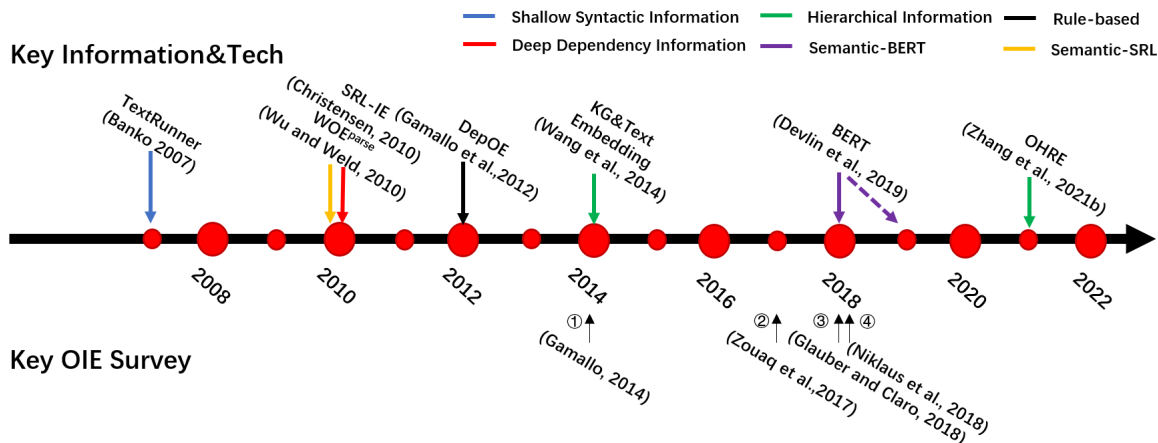 Shallow Syntactic Information
Hierarchical Information
Rule-based
Deep Dependency Information
Semantic-BERT
Semantic-SRL
Key Information&Tech
TextRunner
(Banko 2007)
SRL-IE
(Christensen, 2010)
WOEparse
(Wu and Weld, 2010)
DepOE
(Gamallo et al.,2012)
KG&Text
Embedding
(Wang et al., 2014)
BERT
(Devlin et al., 2019)
OHRE
(Zhang et al., 2021b)
2008
2010
2012
2014
2016
2018
2020
2022
①
②
③
④
(Gamallo, 2014)
(Zouaq et al.,2017)
(Glauber and Claro, 2018)
(Niklaus et al., 2018)
Key OIE Survey